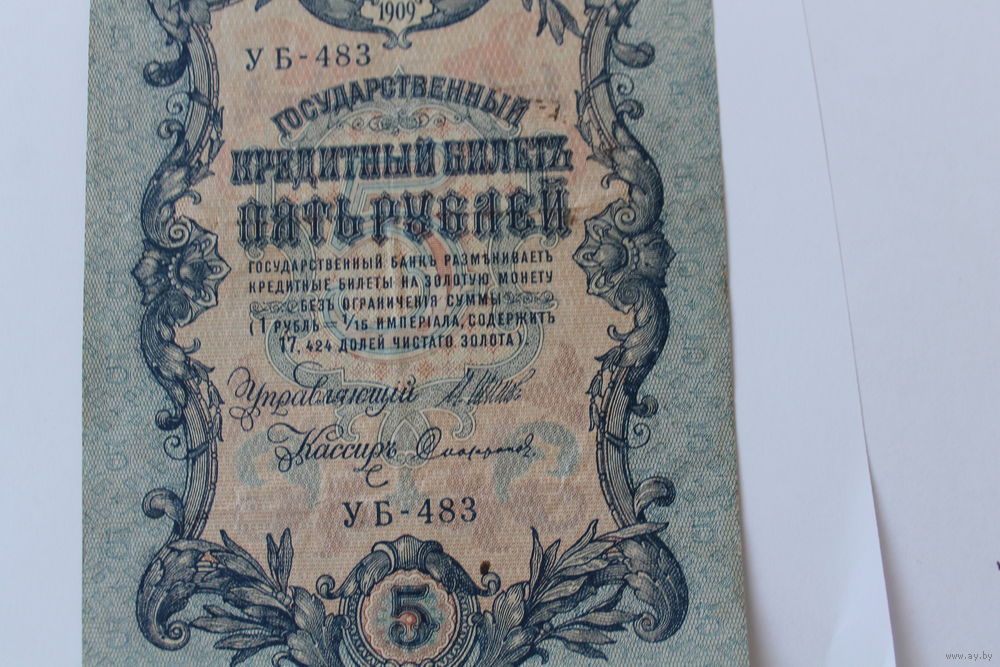 1909
УБ-483
ГОСУДАРСТВЕННЫЙ
КРЕДИТНЫЙ БИЛЕТЪ
ПЯТЬ РУБЛЕЙ
ГОСУДАРСТВЕННЫЙ БАНКЪ РАЗМѢНИВАЕТЪ
КРЕДИТНЫЕ БИЛЕТЫ НА ЗОЛОТУЮ МОНЕТУ
БЕЗЪ ОГРАНИЧЕНІЯ СУММЫ
(1 РУБЛЬ = 1/15 ИМПЕРІАЛА, СОДЕРЖИТЪ
17,424 ДОЛЕЙ ЧИСТАГО ЗОЛОТА).
Управляющій
Кассиръ
УБ-483
5
www.ay.by